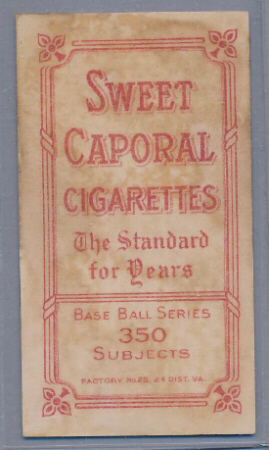 SWEET
CAPORAL
CIGARETTES
The Standard
for Years
BASE BALL SERIES
350
SUBJECTS
FACTORY No 25, 2d DIST. VA.